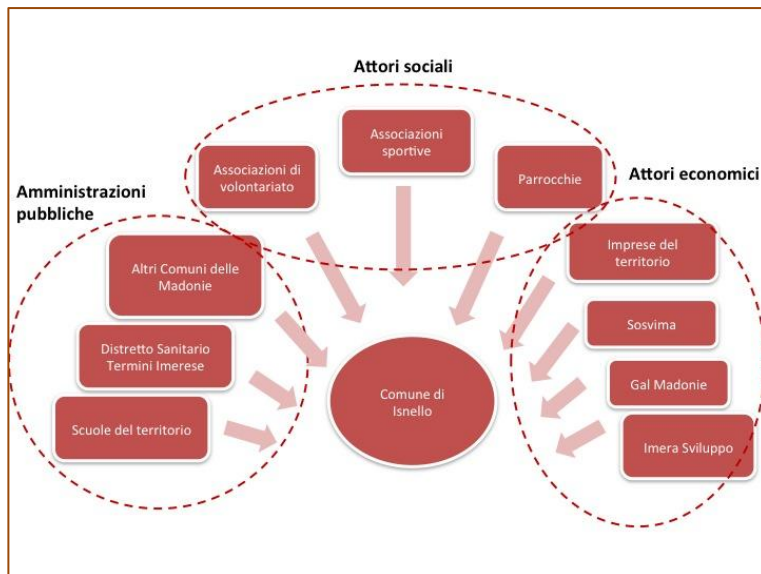 Attori sociali
Associazioni
sportive
Associazioni di
volontariato
Parrocchie
Attori economici
Amministrazioni
pubbliche
Imprese del
territorio
Altri Comuni delle
Madonie
Sosvima
Distretto Sanitario
Termini Imerese
Gal Madonie
Comune di
Isnello
Scuole del territorio
Imera Sviluppo